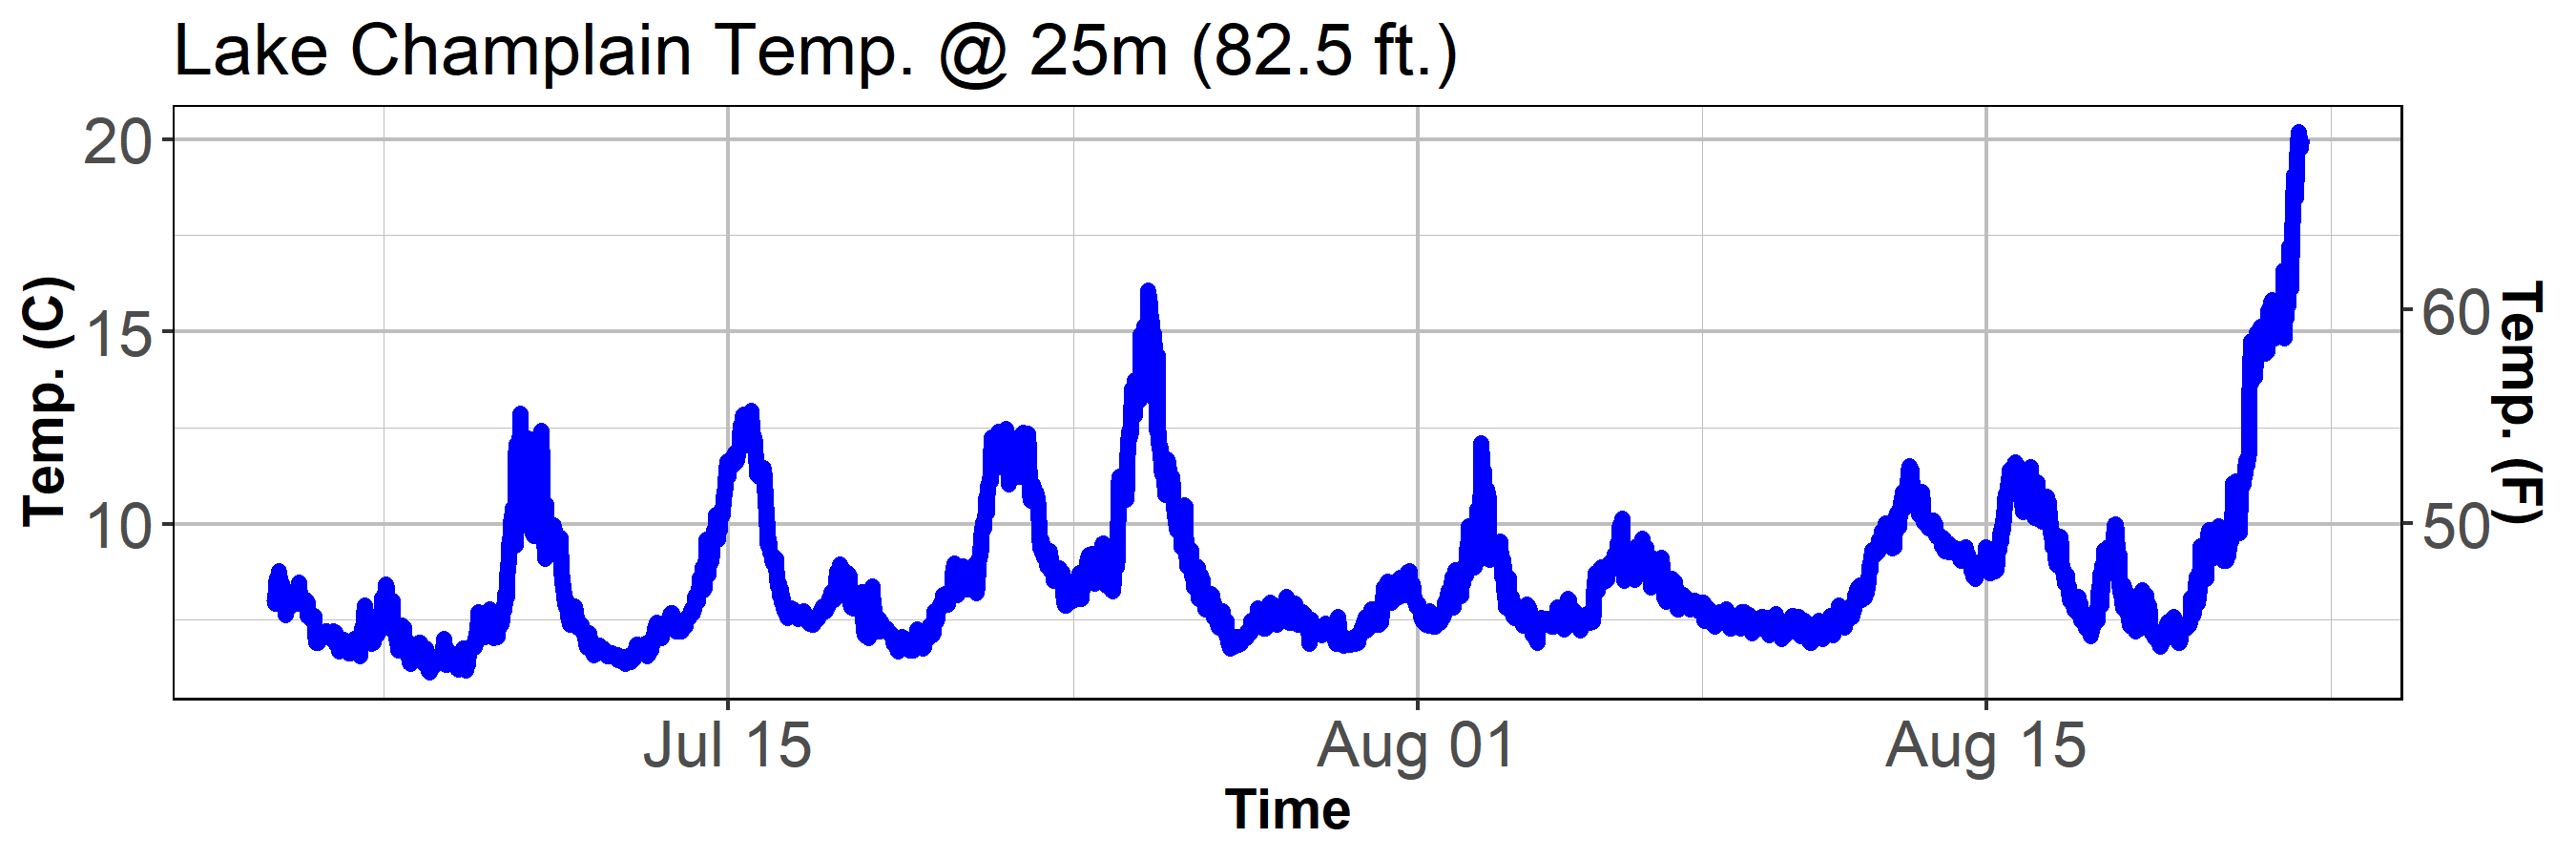 Lake Champlain Temp. @ 25m (82.5 ft.)
20
15
10
Temp. (C)
60
50
Temp. (F)
Jul 15
Aug 01
Aug 15
Time